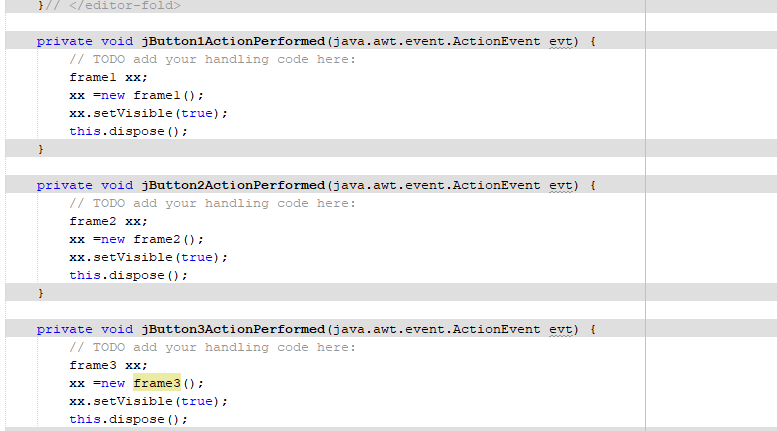 }// </editor-fold>
private void jButton1ActionPerformed(java.awt.event.ActionEvent evt) {
// TODO add your handling code here:
frame1 xx;
xx =new frame1();
xx.setVisible(true);
this.dispose();
}
private void jButton2ActionPerformed(java.awt.event.ActionEvent evt) {
// TODO add your handling code here:
frame2 xx;
xx =new frame2();
xx.setVisible(true);
this.dispose();
}
private void jButton3ActionPerformed(java.awt.event.ActionEvent evt) {
// TODO add your handling code here:
frame3 xx;
xx =new frame3();
xx.setVisible(true);
this.dispose();